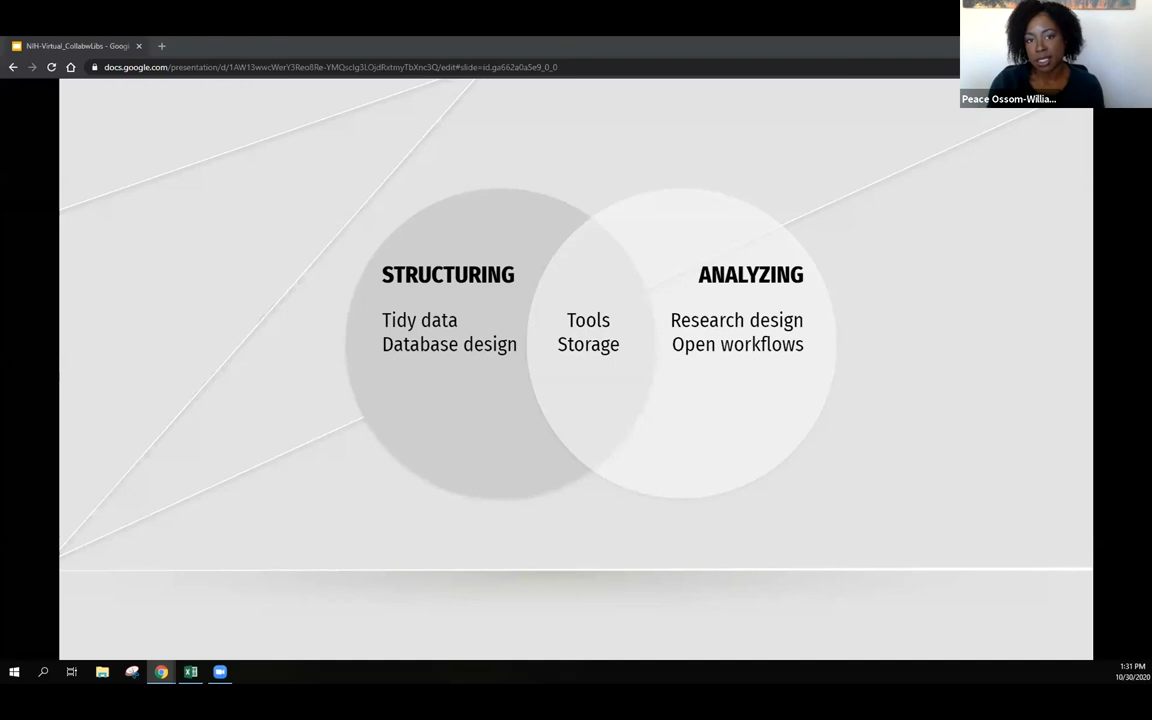 NIH-Virtual_CollabwLibs - Googl
Peace Ossom-Willia...
STRUCTURING
Tidy data
Database design
Tools
Storage
ANALYZING
Research design
Open workflows
1:31 PM
10/30/2020